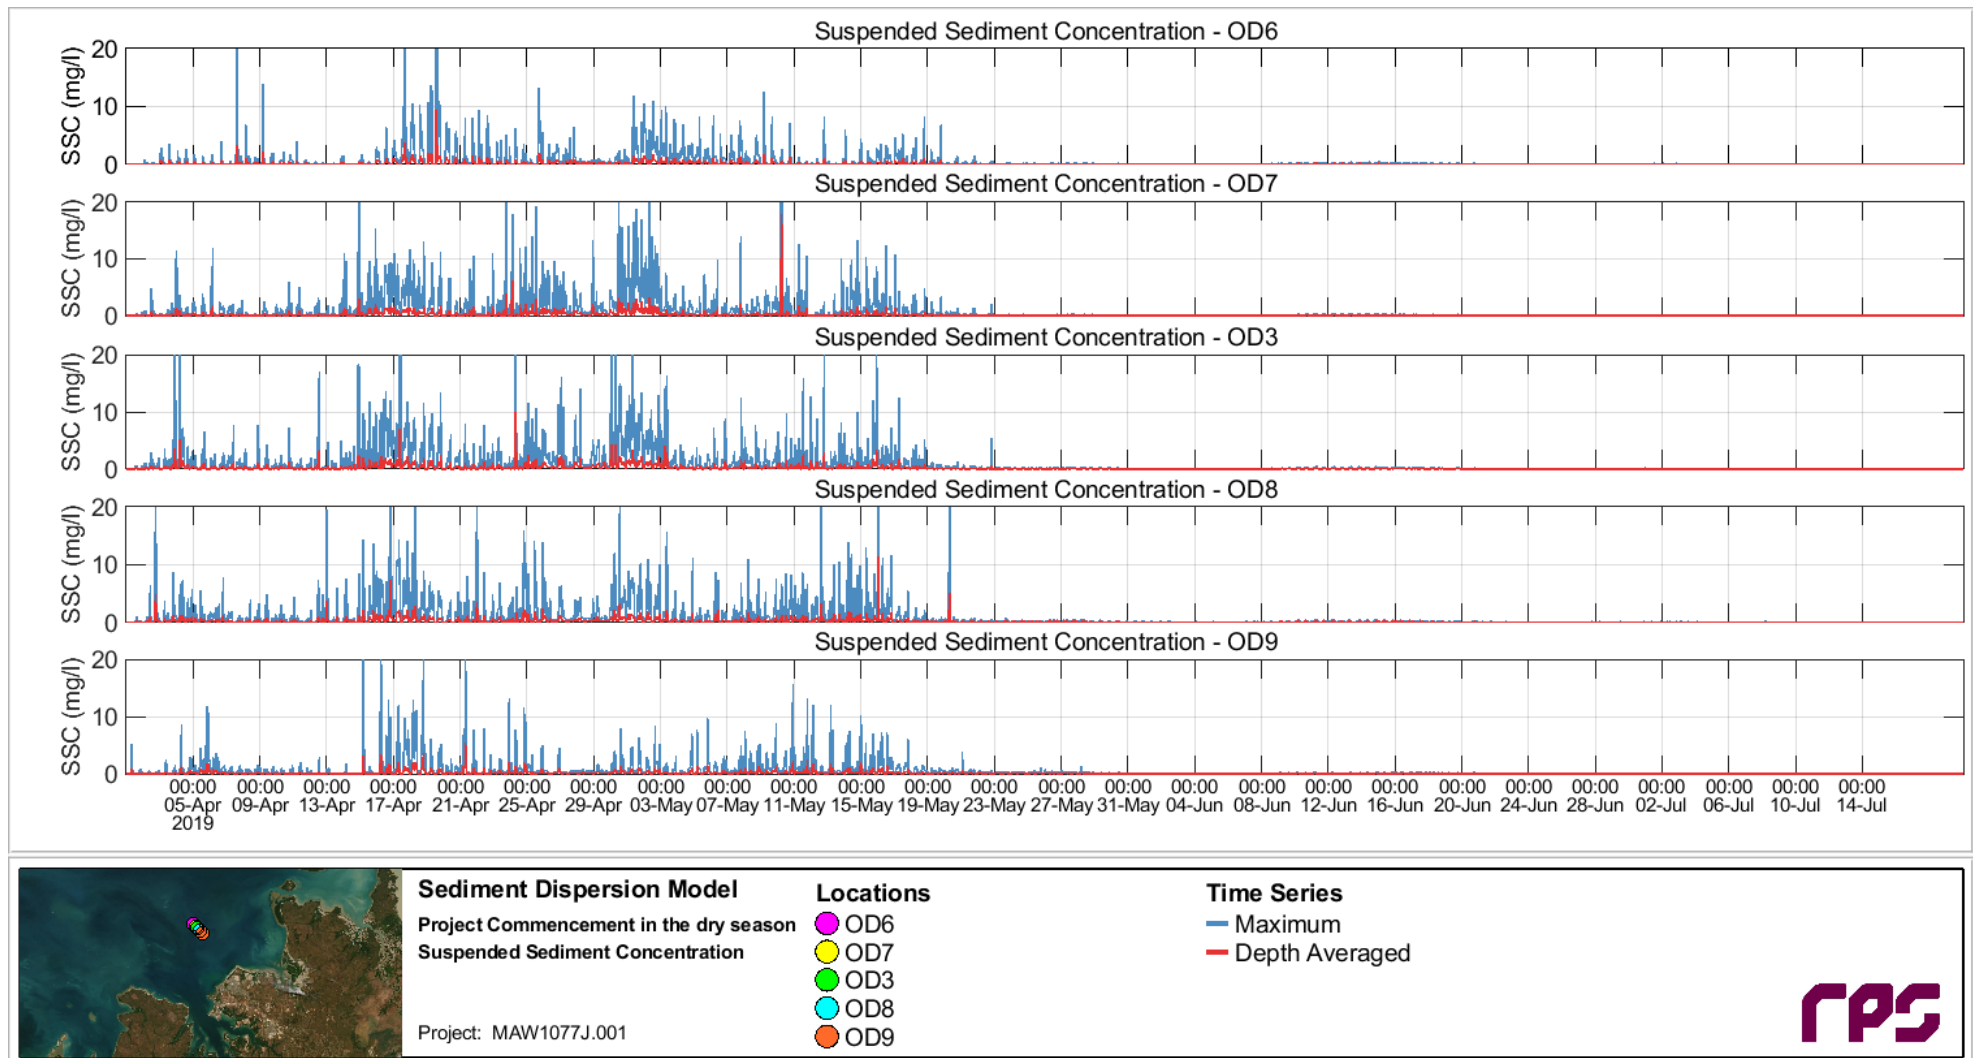 Suspended Sediment Concentration - OD6
SSC (mg/l)
20
10
0
Suspended Sediment Concentration - OD7
SSC (mg/l)
20
10
0
Suspended Sediment Concentration - OD3
SSC (mg/l)
20
10
0
Suspended Sediment Concentration - OD8
SSC (mg/l)
20
10
0
Suspended Sediment Concentration - OD9
SSC (mg/l)
20
10
0
00:00 00:00 00:00 00:00 00:00 00:00 00:00 00:00 00:00 00:00 00:00 00:00 00:00 00:00 00:00 00:00 00:00 00:00 00:00 00:00 00:00 00:00 00:00 00:00 00:00 00:00
05-Apr 09-Apr 13-Apr 17-Apr 21-Apr 25-Apr 29-Apr 03-May 07-May 11-May 15-May 19-May 23-May 27-May 31-May 04-Jun 08-Jun 12-Jun 16-Jun 20-Jun 24-Jun 28-Jun 02-Jul 06-Jul 10-Jul 14-Jul
2019
Sediment Dispersion Model
Project Commencement in the dry season
Suspended Sediment Concentration
Project: MAW1077J.001
Locations
OD6
OD7
OD3
OD8
OD9
Time Series
Maximum
Depth Averaged
rps